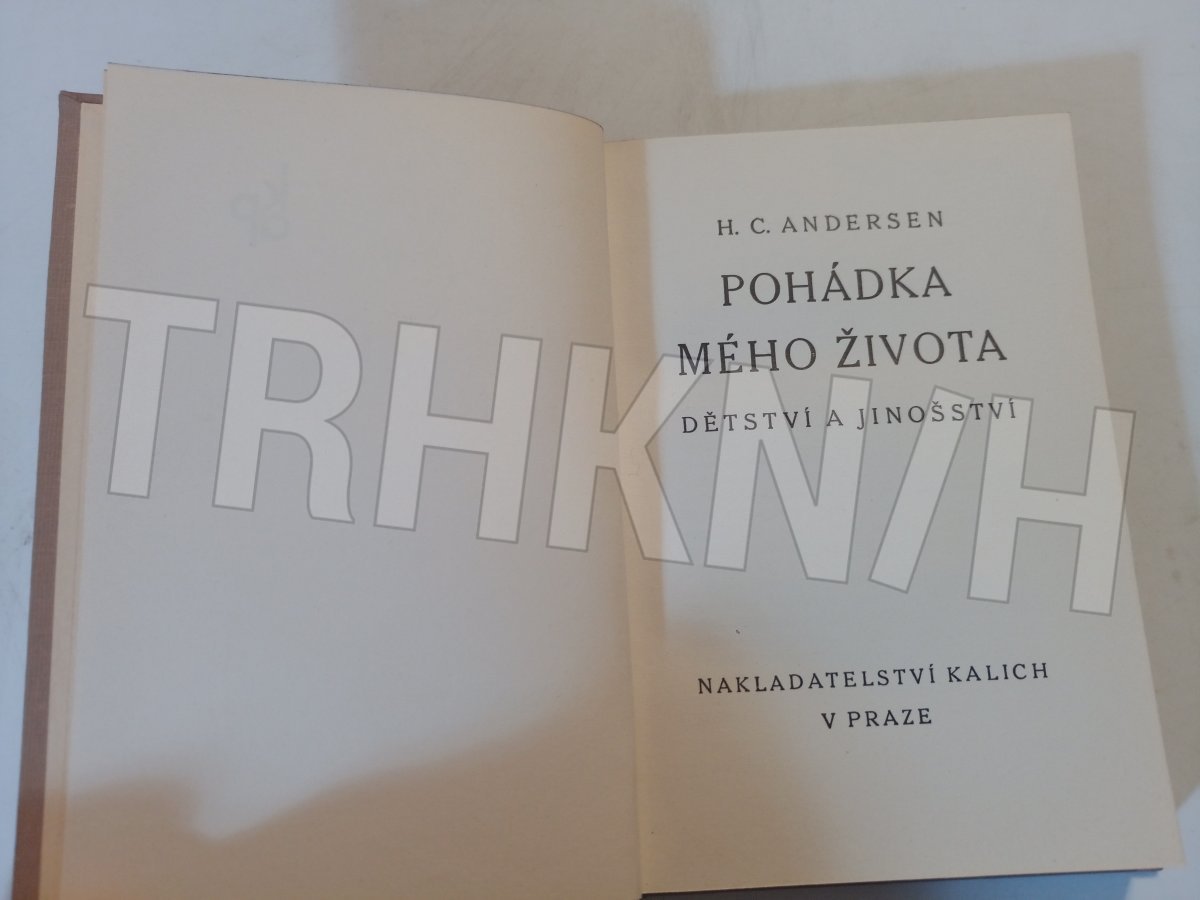 H. C. ANDERSEN
POHÁDKA
MÉHO ŽIVOTA
DĚTSTVÍ A JINOŠSTVÍ
NAKLADATELSTVÍ KALICH
V PRAZE
TRHKNIH